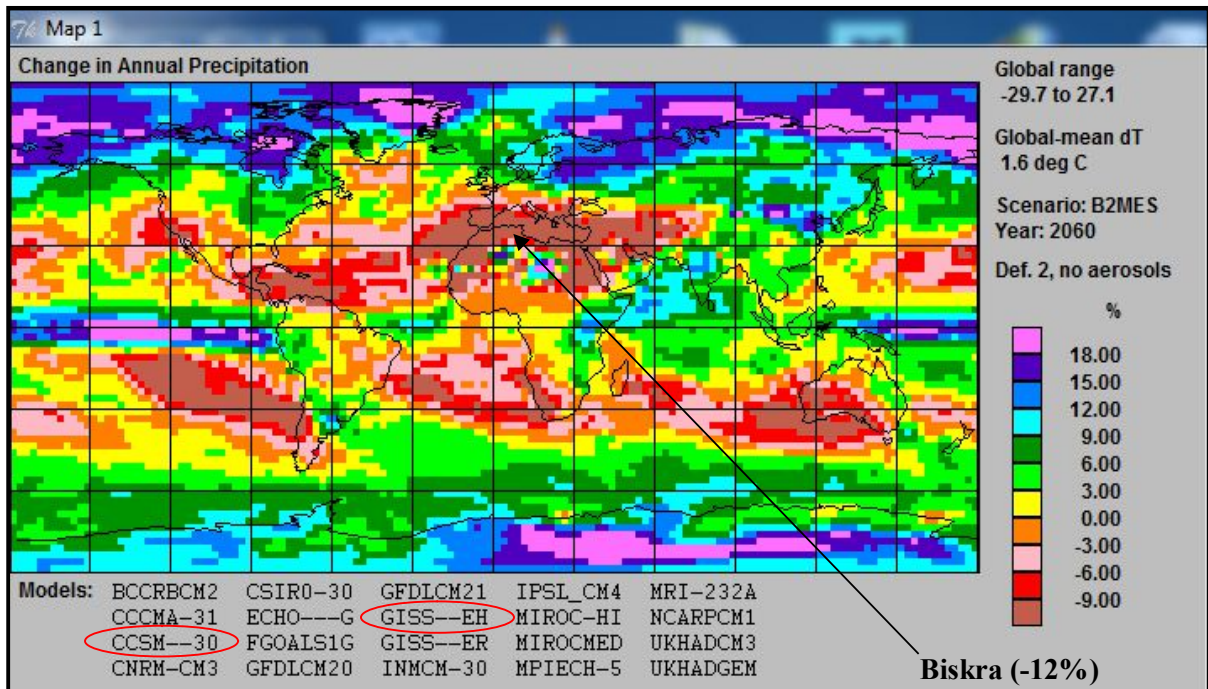 Map 1
Change in Annual Precipitation
Global range
-29.7 to 27.1
Global-mean dT
1.6 deg C
Scenario: B2MES
Year: 2060
Def. 2, no aerosols
%
18.00
15.00
12.00
9.00
6.00
3.00
0.00
-3.00
-6.00
-9.00
Models: BCCRBCM2 CSIR0-30 GFDLCM21 IPSL_CM4 MRI-232A
CCCMA-31 ECHO---G GISS--EH MIROC-HI NCARPCM1
CCSM--30 FGOALS1G GISS--ER MIROCMED UKHADCM3
CNRM-CM3 GFDLCM20 INMCM-30 MPIECH-5 UKHADGEM
Biskra (-12%)